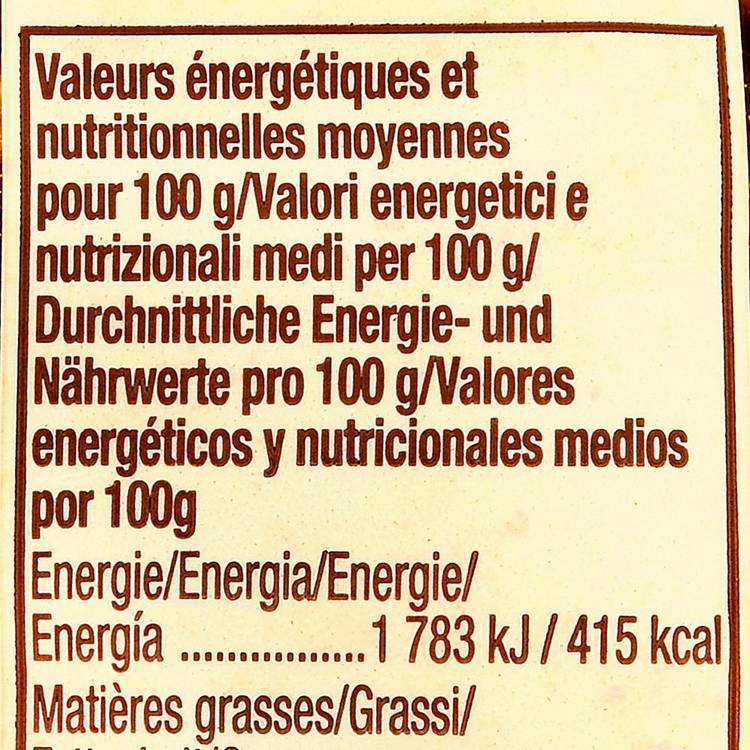 Valeurs énergétiques et
nutritionnelles moyennes
pour 100 g/Valori energetici e
nutrizionali medi per 100 g/
Durchnittliche Energie- und
Nährwerte pro 100 g/Valores
energéticos y nutricionales medios
por 100g
Energie/Energia/Energie/
Energía ..................1 783 kJ / 415 kcal
Matières grasses/Grassi/